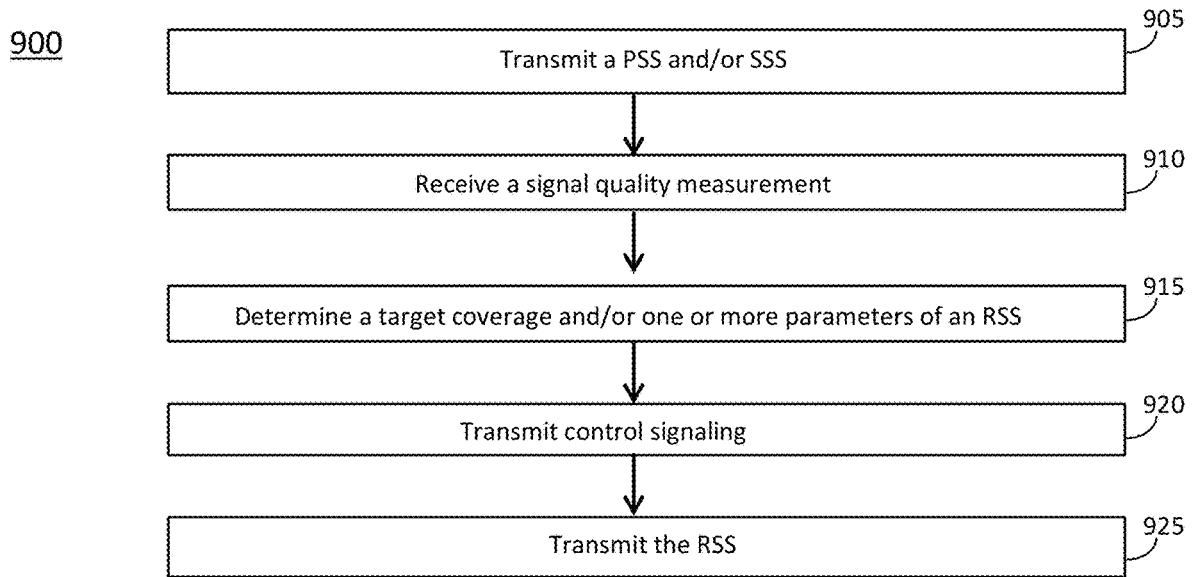 900
905
Transmit a PSS and/or SSS
910
Receive a signal quality measurement
915
Determine a target coverage and/or one or more parameters of an RSS
920
Transmit control signaling
925
Transmit the RSS